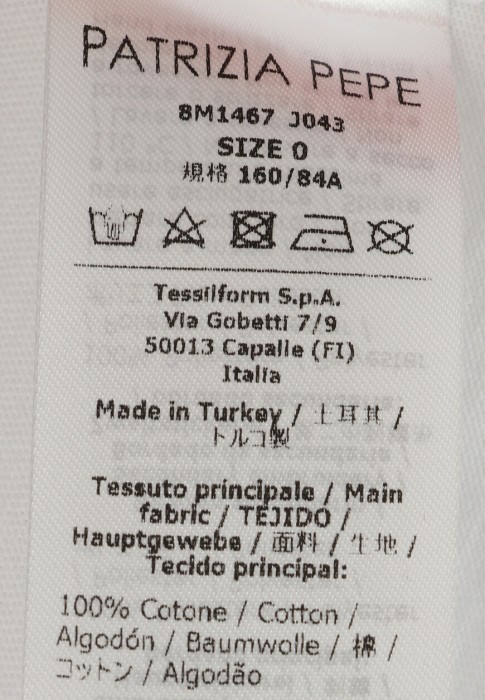 PATRIZIA PEPE
8M1467 J043
SIZE 0
规格 160/84A
Tessilform S.p.A.
Via Gobetti 7/9
50013 Capalle (FI)
Italia
Made in Turkey / 土耳其 /
トルコ製
Tessuto principale / Main
fabric / TEJIDO /
Hauptgewebe / 面料 / 生地 /
Tecido principal:
100% Cotone / Cotton /
Algodón / Baumwolle / 棉 /
コットン / Algodão